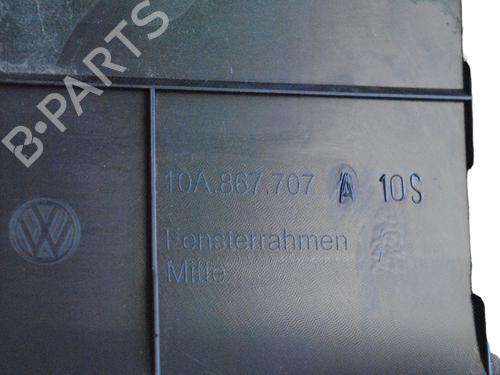 B-PARTS
10A.867.707 A 10S
Fensterrahmen
Mitte